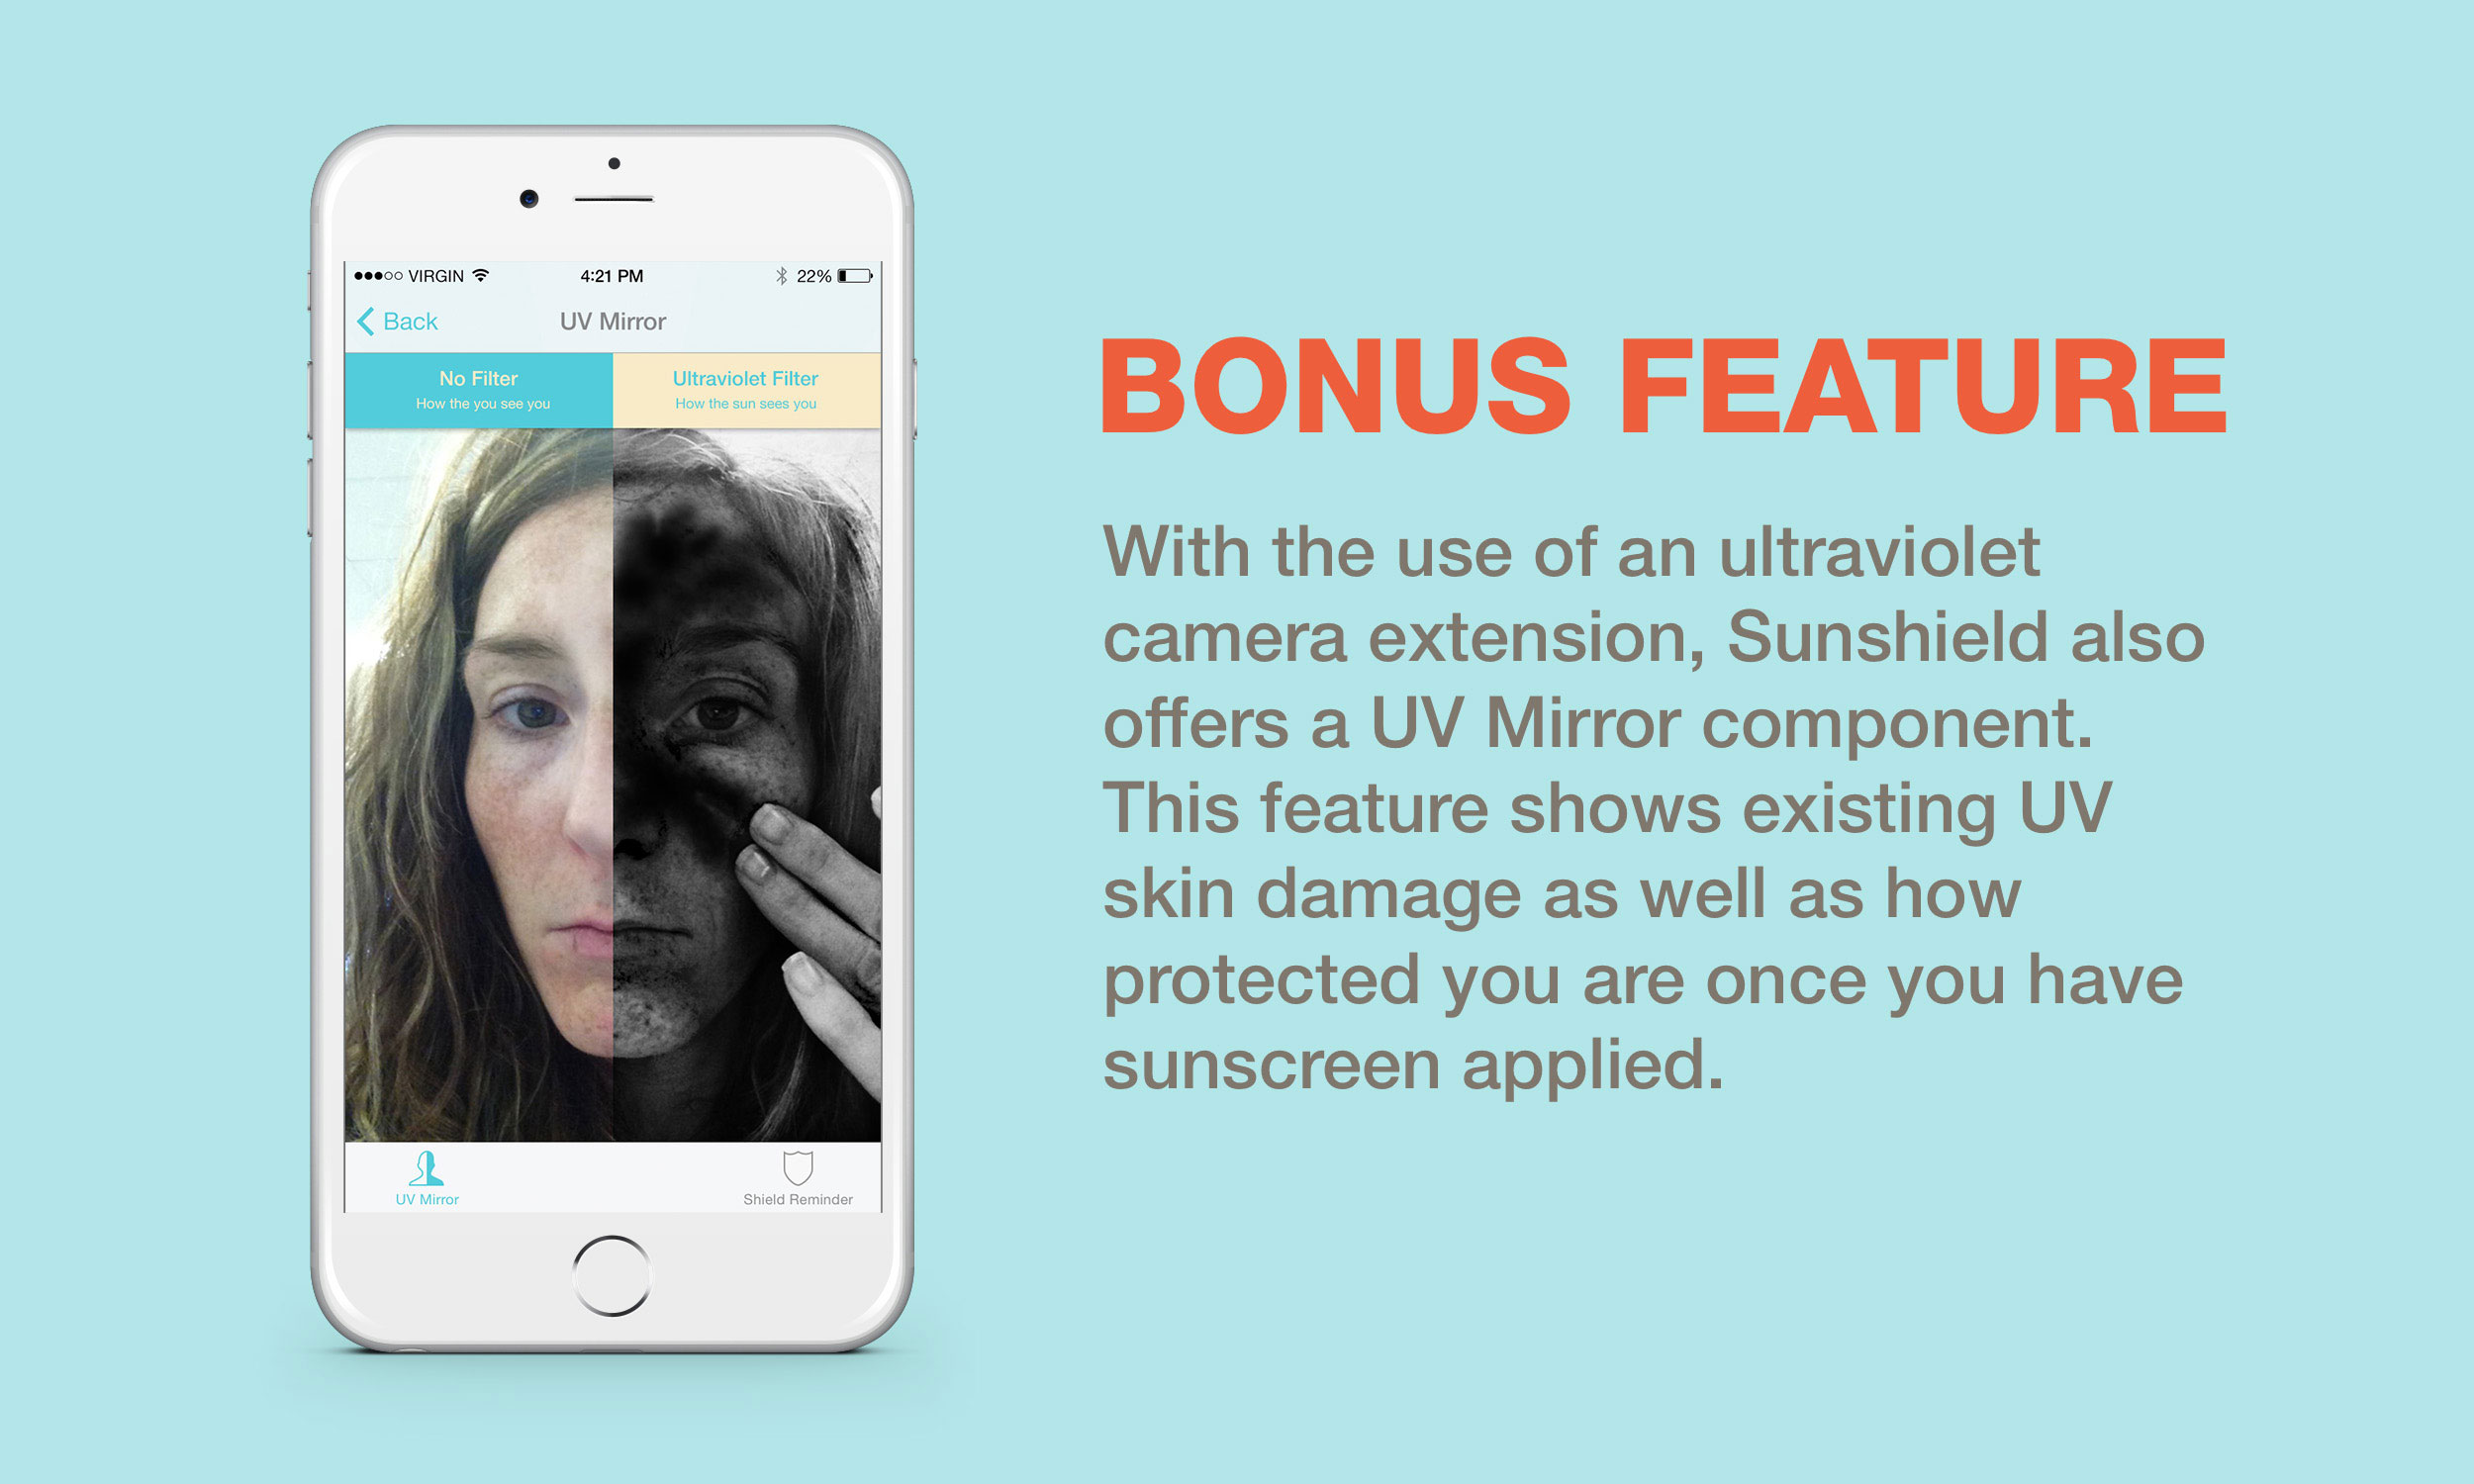 VIRGIN 4:21 PM 22%
Back UV Mirror
No Filter Ultraviolet Filter
How the you see you How the sun sees you
UV Mirror Shield Reminder
BONUS FEATURE
With the use of an ultraviolet
camera extension, Sunshield also
offers a UV Mirror component.
This feature shows existing UV
skin damage as well as how
protected you are once you have
sunscreen applied.